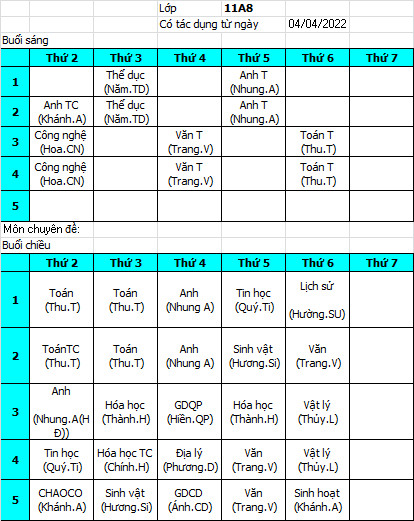 Lớp 11A8
Có tác dụng từ ngày 04/04/2022
Buổi sáng
Thứ 2 Thứ 3 Thứ 4 Thứ 5 Thứ 6 Thứ 7
1 Thể dục (Năm.TD) Anh T (Nhung.A)
2 Anh TC (Khánh.A) Thể dục (Năm.TD) Anh T (Nhung.A)
3 Công nghệ (Hoa.CN) Văn T (Trang.V) Toán T (Thu.T)
4 Công nghệ (Hoa.CN) Văn T (Trang.V) Toán T (Thu.T)
5
Môn chuyên đề:
Buổi chiều
Thứ 2 Thứ 3 Thứ 4 Thứ 5 Thứ 6 Thứ 7
1 Toán (Thu.T) Toán (Thu.T) Anh (Nhung A) Tin học (Quý.Ti) Lịch sử (Hường.SU)
2 ToánTC (Thu.T) Toán (Thu.T) Anh (Nhung A) Sinh vật (Hương.Si) Văn (Trang.V)
3 Anh (Nhung.A(HĐ)) Hóa học (Thành.H) GDQP (Hiền.QP) Hóa học (Thành.H) Vật lý (Thủy.L)
4 Tin học (Quý.Ti) Hóa học TC (Chính.H) Địa lý (Phương.D) Văn (Trang.V) Vật lý (Thủy.L)
5 CHAOCO (Khánh.A) Sinh vật (Hương.Si) GDCD (Ánh.CD) Văn (Trang.V) Sinh hoạt (Khánh.A)